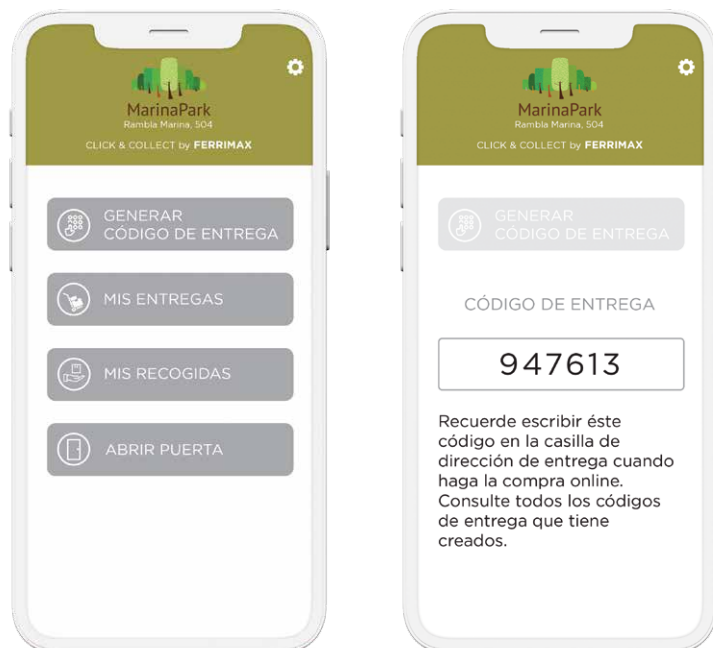 MarinaPark
Rambla Marina, 504
CLICK & COLLECT by FERRIMAX
GENERAR
CÓDIGO DE ENTREGA
MIS ENTREGAS
MIS RECOGIDAS
ABRIR PUERTA
MarinaPark
Rambla Marina, 504
CLICK & COLLECT by FERRIMAX
GENERAR
CÓDIGO DE ENTREGA
CÓDIGO DE ENTREGA
947613
Recuerde escribir éste
código en la casilla de
dirección de entrega cuando
haga la compra online.
Consulte todos los códigos
de entrega que tiene
creados.